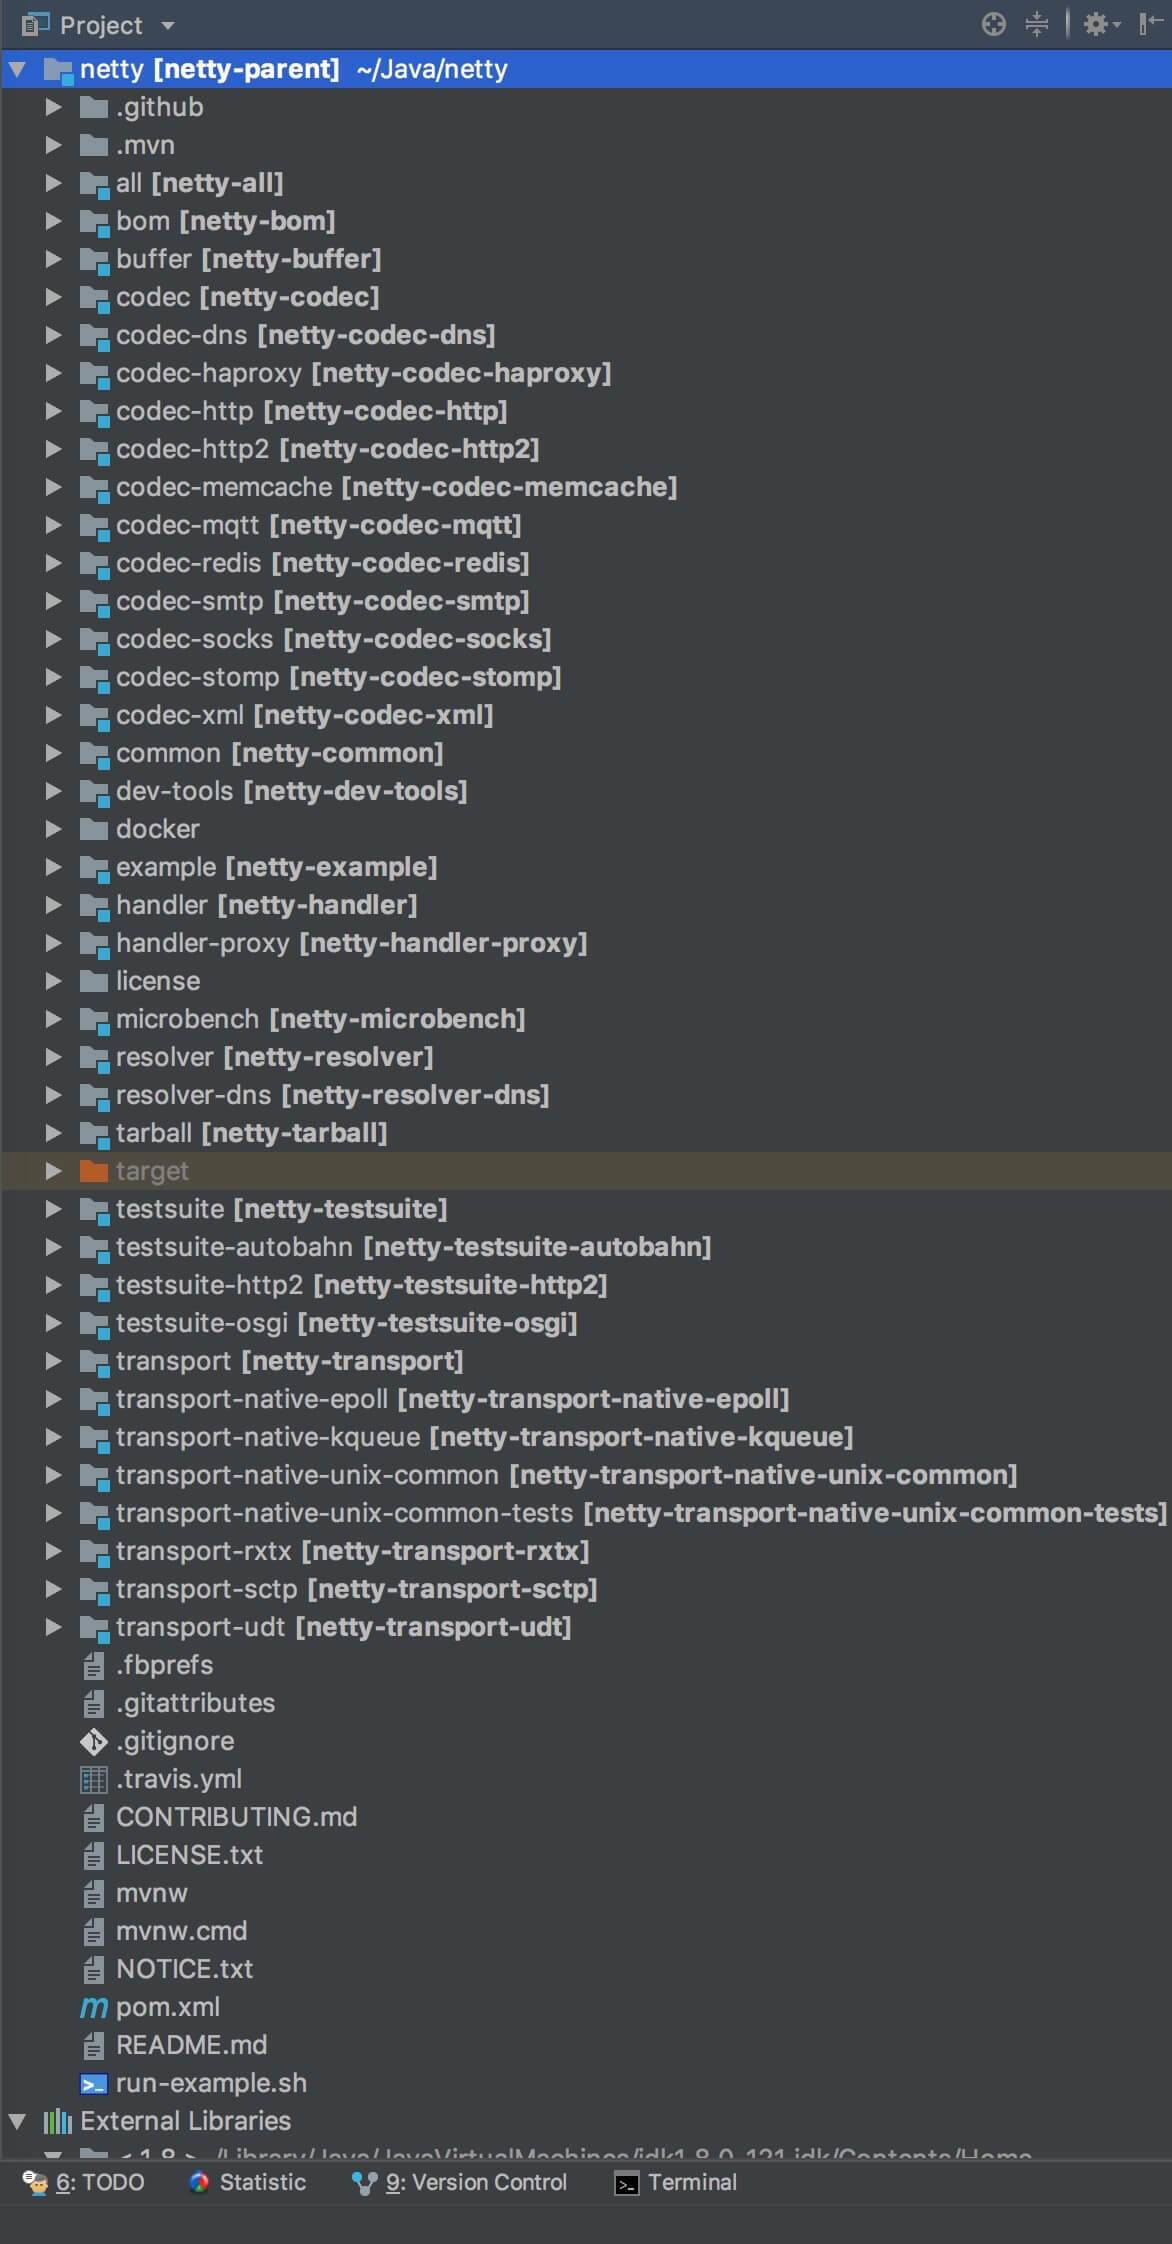 Project
netty [netty-parent] ~/Java/netty
.github
.mvn
all [netty-all]
bom [netty-bom]
buffer [netty-buffer]
codec [netty-codec]
codec-dns [netty-codec-dns]
codec-haproxy [netty-codec-haproxy]
codec-http [netty-codec-http]
codec-http2 [netty-codec-http2]
codec-memcache [netty-codec-memcache]
codec-mqtt [netty-codec-mqtt]
codec-redis [netty-codec-redis]
codec-smtp [netty-codec-smtp]
codec-socks [netty-codec-socks]
codec-stomp [netty-codec-stomp]
codec-xml [netty-codec-xml]
common [netty-common]
dev-tools [netty-dev-tools]
docker
example [netty-example]
handler [netty-handler]
handler-proxy [netty-handler-proxy]
license
microbench [netty-microbench]
resolver [netty-resolver]
resolver-dns [netty-resolver-dns]
tarball [netty-tarball]
target
testsuite [netty-testsuite]
testsuite-autobahn [netty-testsuite-autobahn]
testsuite-http2 [netty-testsuite-http2]
testsuite-osgi [netty-testsuite-osgi]
transport [netty-transport]
transport-native-epoll [netty-transport-native-epoll]
transport-native-kqueue [netty-transport-native-kqueue]
transport-native-unix-common [netty-transport-native-unix-common]
transport-native-unix-common-tests [netty-transport-native-unix-common-tests]
transport-rxtx [netty-transport-rxtx]
transport-sctp [netty-transport-sctp]
transport-udt [netty-transport-udt]
.fbprefs
.gitattributes
.gitignore
.travis.yml
CONTRIBUTING.md
LICENSE.txt
mvnw
mvnw.cmd
NOTICE.txt
pom.xml
README.md
run-example.sh
External Libraries
< 1.8 > /Library/Java/JavaVirtualMachines/jdk1.8.0_121.jdk/Contents/Home
6: TODO Statistic 9: Version Control Terminal